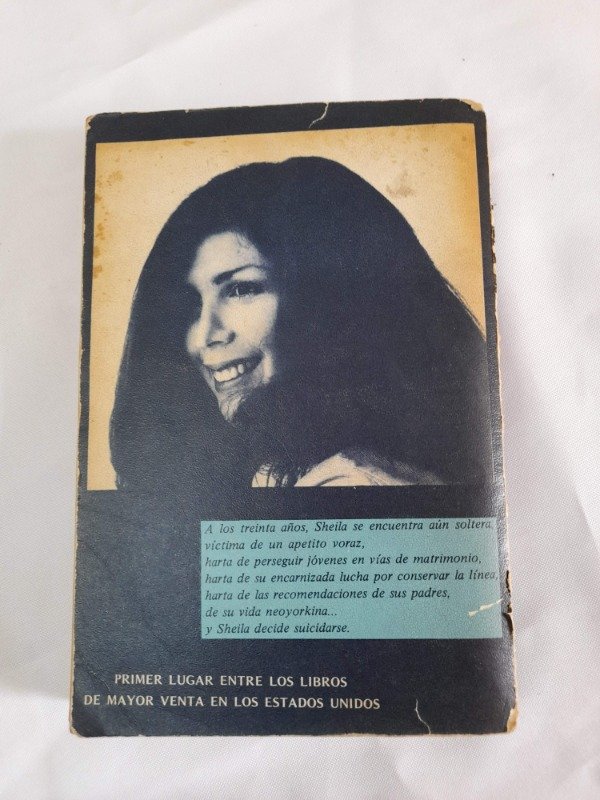 A los treinta años, Sheila se encuentra aún soltera,
víctima de un apetito voraz,
harta de perseguir jóvenes en vías de matrimonio,
harta de su encarnizada lucha por conservar la línea,
harta de las recomendaciones de sus padres,
de su vida neoyorkina...
y Sheila decide suicidarse.
PRIMER LUGAR ENTRE LOS LIBROS
DE MAYOR VENTA EN LOS ESTADOS UNIDOS